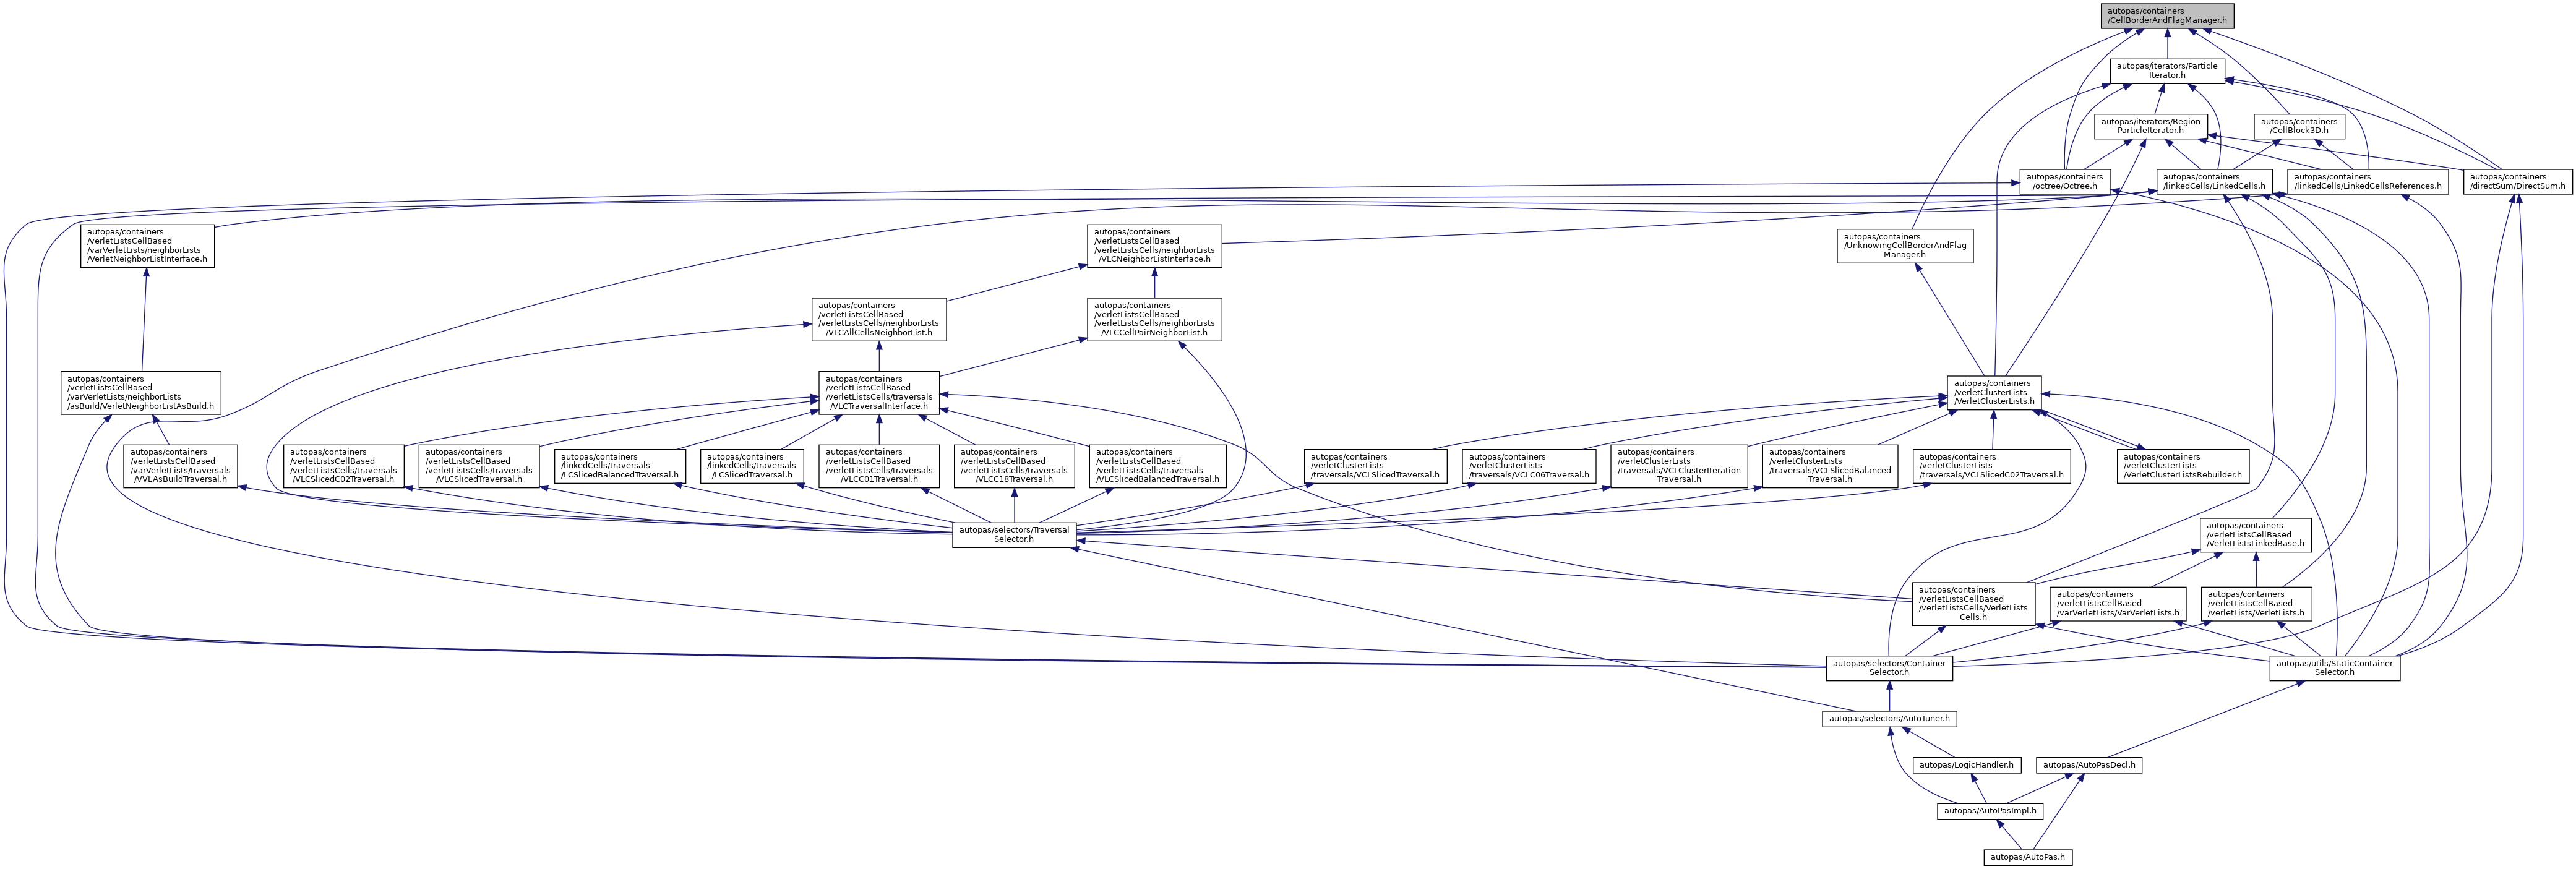 autopas/containers
/CellBorderAndFlagManager.h
autopas/iterators/Particle
Iterator.h
autopas/iterators/Region
ParticleIterator.h
autopas/containers
/CellBlock3D.h
autopas/containers
/octree/Octree.h
autopas/containers
/linkedCells/LinkedCells.h
autopas/containers
/linkedCells/LinkedCellsReferences.h
autopas/containers
/directSum/DirectSum.h
autopas/containers
/verletListsCellBased
/varVerletLists/neighborLists
/VerletNeighborListInterface.h
autopas/containers
/verletListsCellBased
/verletListsCells/neighborLists
/VLCNeighborListInterface.h
autopas/containers
/UnknowingCellBorderAndFlag
Manager.h
autopas/containers
/verletListsCellBased
/verletListsCells/neighborLists
/VLCAllCellsNeighborList.h
autopas/containers
/verletListsCellBased
/verletListsCells/neighborLists
/VLCCellPairNeighborList.h
autopas/containers
/verletListsCellBased
/varVerletLists/neighborLists
/asBuild/VerletNeighborListAsBuild.h
autopas/containers
/verletListsCellBased
/verletListsCells/traversals
/VLCTraversalInterface.h
autopas/containers
/verletClusterLists
/VerletClusterLists.h
autopas/containers
/verletListsCellBased
/varVerletLists/traversals
/VVLAsBuildTraversal.h
autopas/containers
/verletListsCellBased
/verletListsCells/traversals
/VLCSlicedC02Traversal.h
autopas/containers
/verletListsCellBased
/verletListsCells/traversals
/VLCSlicedTraversal.h
autopas/containers
/linkedCells/traversals
/LCSlicedBalancedTraversal.h
autopas/containers
/linkedCells/traversals
/LCSlicedTraversal.h
autopas/containers
/verletListsCellBased
/verletListsCells/traversals
/VLCC01Traversal.h
autopas/containers
/verletListsCellBased
/verletListsCells/traversals
/VLCC18Traversal.h
autopas/containers
/verletListsCellBased
/verletListsCells/traversals
/VLCSlicedBalancedTraversal.h
autopas/containers
/verletClusterLists
/traversals/VCLSlicedTraversal.h
autopas/containers
/verletClusterLists
/traversals/VCLC06Traversal.h
autopas/containers
/verletClusterLists
/traversals/VCLClusterIteration
Traversal.h
autopas/containers
/verletClusterLists
/traversals/VCLSlicedBalanced
Traversal.h
autopas/containers
/verletClusterLists
/traversals/VCLSlicedC02Traversal.h
autopas/containers
/verletClusterLists
/VerletClusterListsRebuilder.h
autopas/selectors/Traversal
Selector.h
autopas/containers
/verletListsCellBased
/VerletListsLinkedBase.h
autopas/containers
/verletListsCellBased
/verletListsCells/VerletLists
Cells.h
autopas/containers
/verletListsCellBased
/varVerletLists/VarVerletLists.h
autopas/containers
/verletListsCellBased
/verletLists/VerletLists.h
autopas/selectors/Container
Selector.h
autopas/utils/StaticContainer
Selector.h
autopas/selectors/AutoTuner.h
autopas/LogicHandler.h
autopas/AutoPasDecl.h
autopas/AutoPasImpl.h
autopas/AutoPas.h